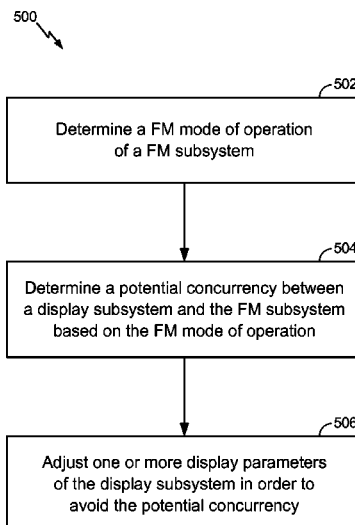 500
502
Determine a FM mode of operation
of a FM subsystem
504
Determine a potential concurrency between
a display subsystem and the FM subsystem
based on the FM mode of operation
506
Adjust one or more display parameters
of the display subsystem in order to
avoid the potential concurrency